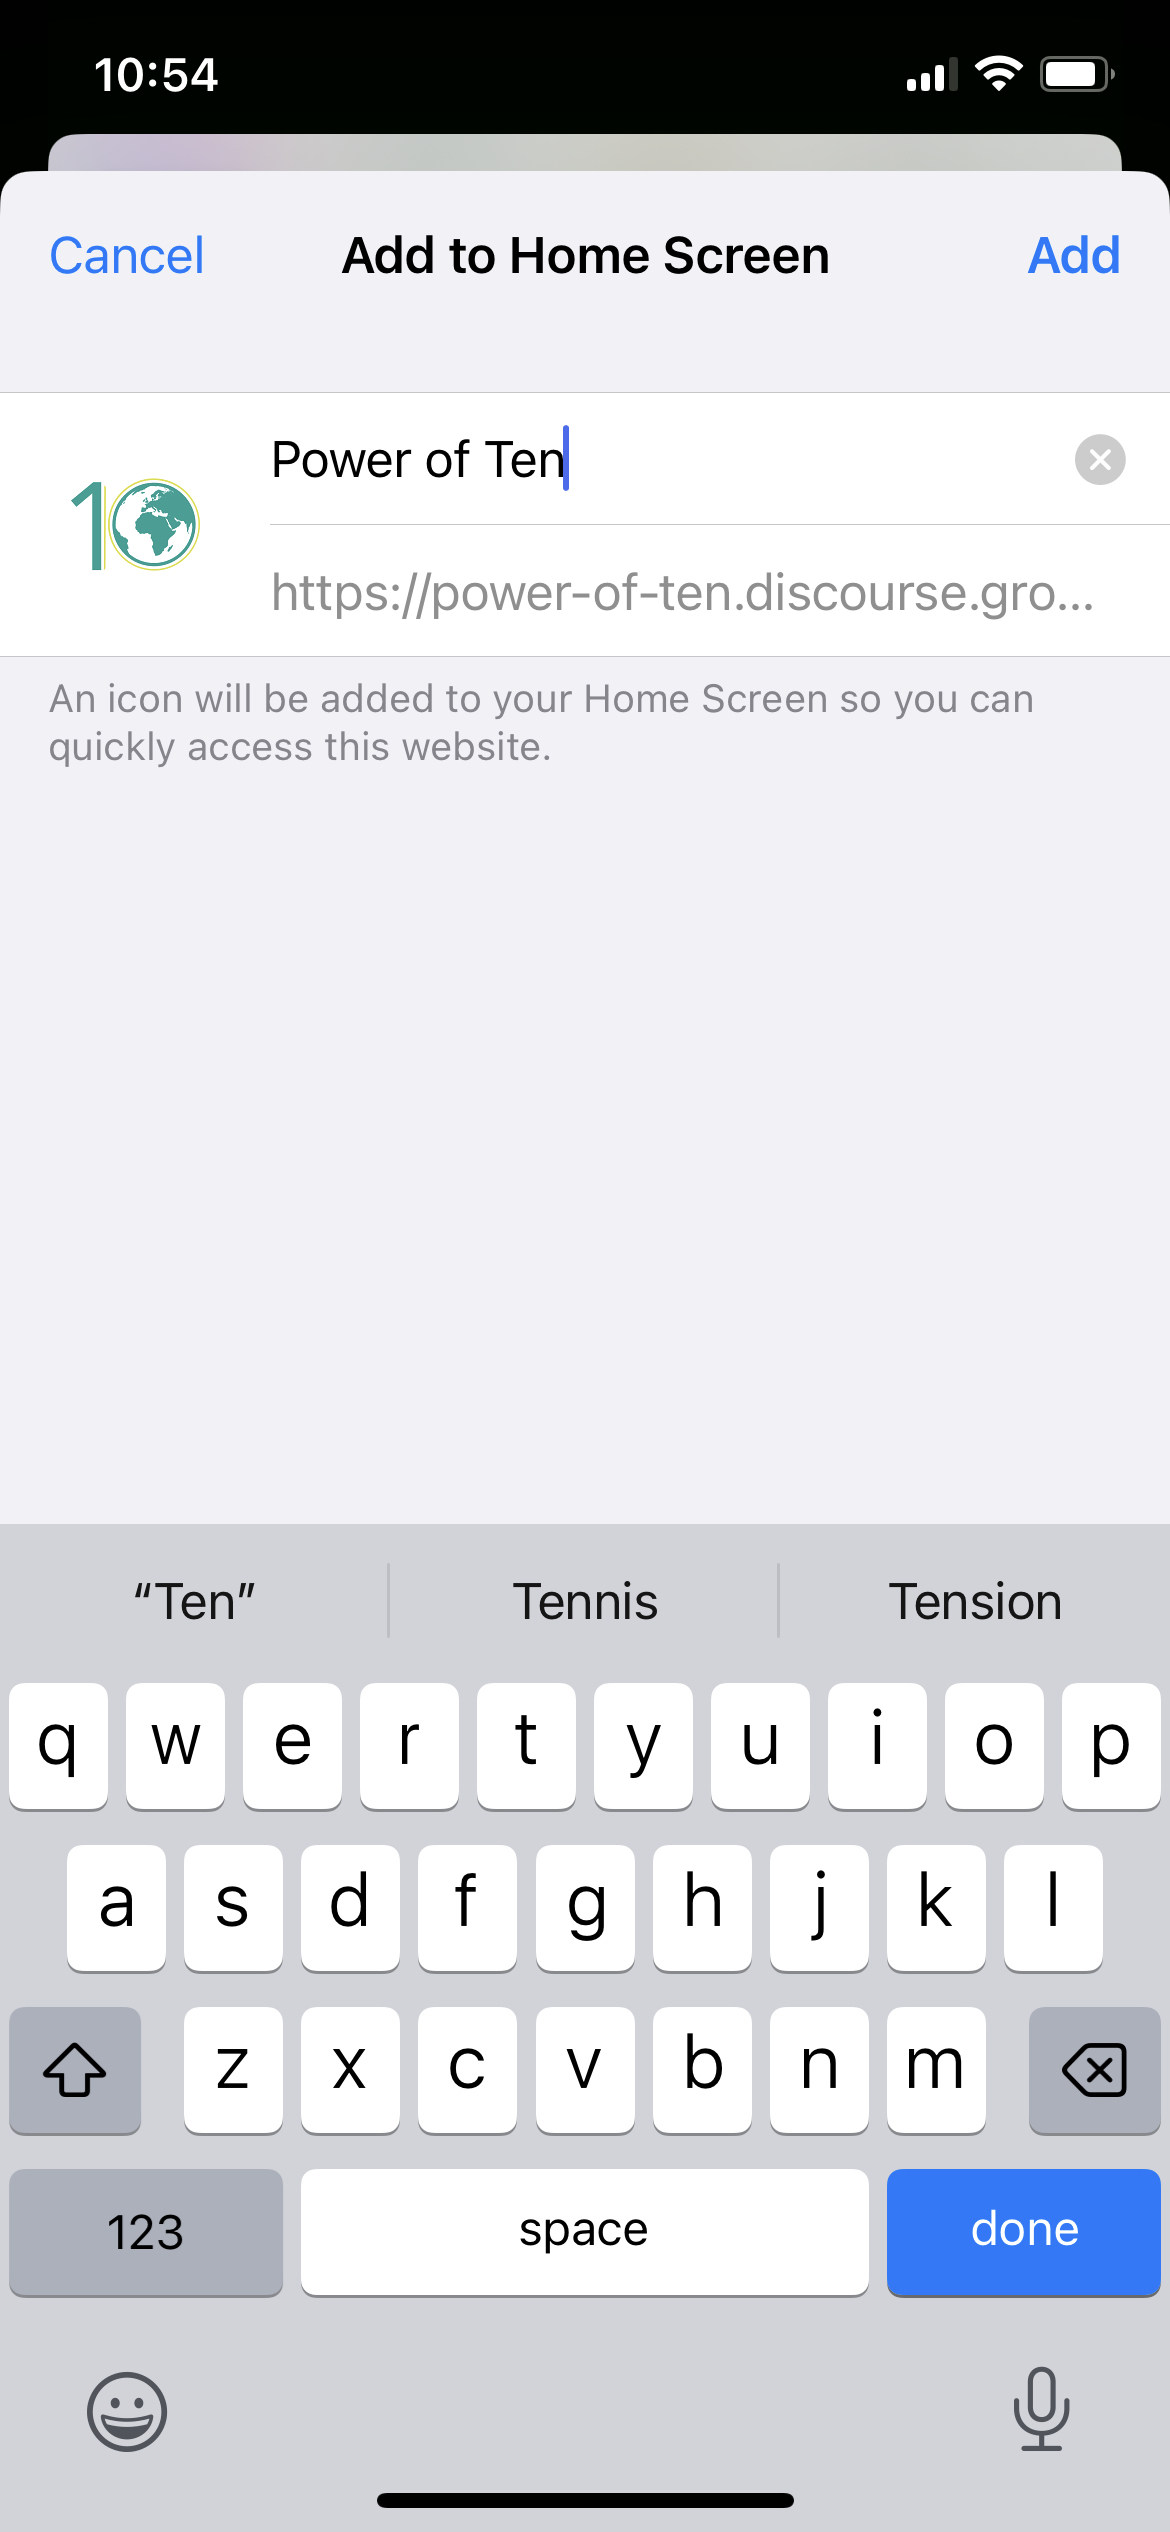 10:54
Cancel
Add to Home Screen
Add
10
Power of Ten
https://power-of-ten.discourse.gro...
An icon will be added to your Home Screen so you can
quickly access this website.
“Ten”
Tennis
Tension
q w e r t y u i o p
a s d f g h j k l
z x c v b n m
123
space
done